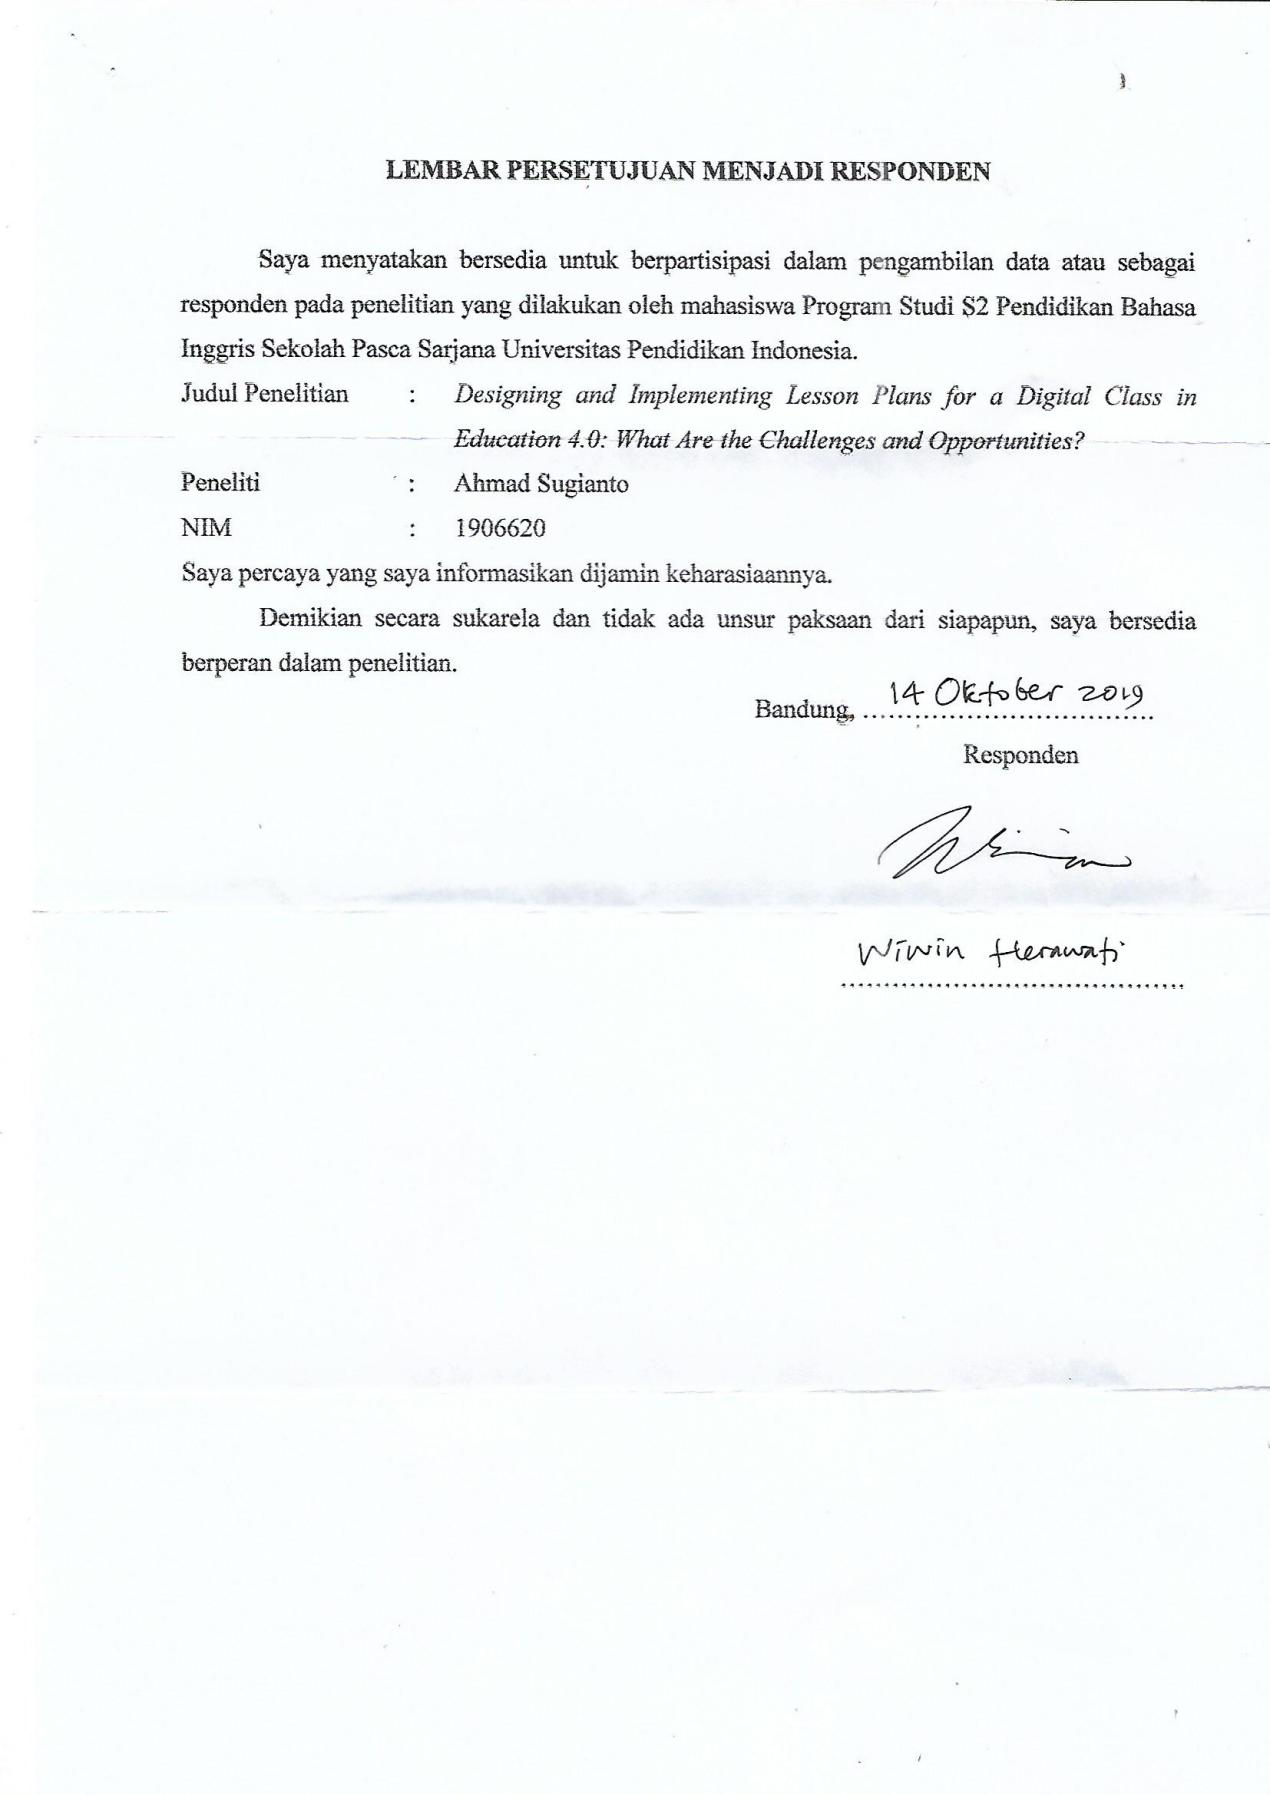 LEMBAR PERSETUJUAN MENJADI RESPONDEN
Saya menyatakan bersedia untuk berpartisipasi dalam pengambilan data atau sebagai
responden pada penelitian yang dilakukan oleh mahasiswa Program Studi S2 Pendidikan Bahasa
Inggris Sekolah Pasca Sarjana Universitas Pendidikan Indonesia.
Judul Penelitian : Designing and Implementing Lesson Plans for a Digital Class in
Education 4.0: What Are the Challenges and Opportunities?
Peneliti : Ahmad Sugianto
NIM : 1906620
Saya percaya yang saya informasikan dijamin keharasiaannya.
Demikian secara sukarela dan tidak ada unsur paksaan dari siapapun, saya bersedia
berperan dalam penelitian.
Bandung, 14 Oktober 2019
Responden
Wiwin Herawati